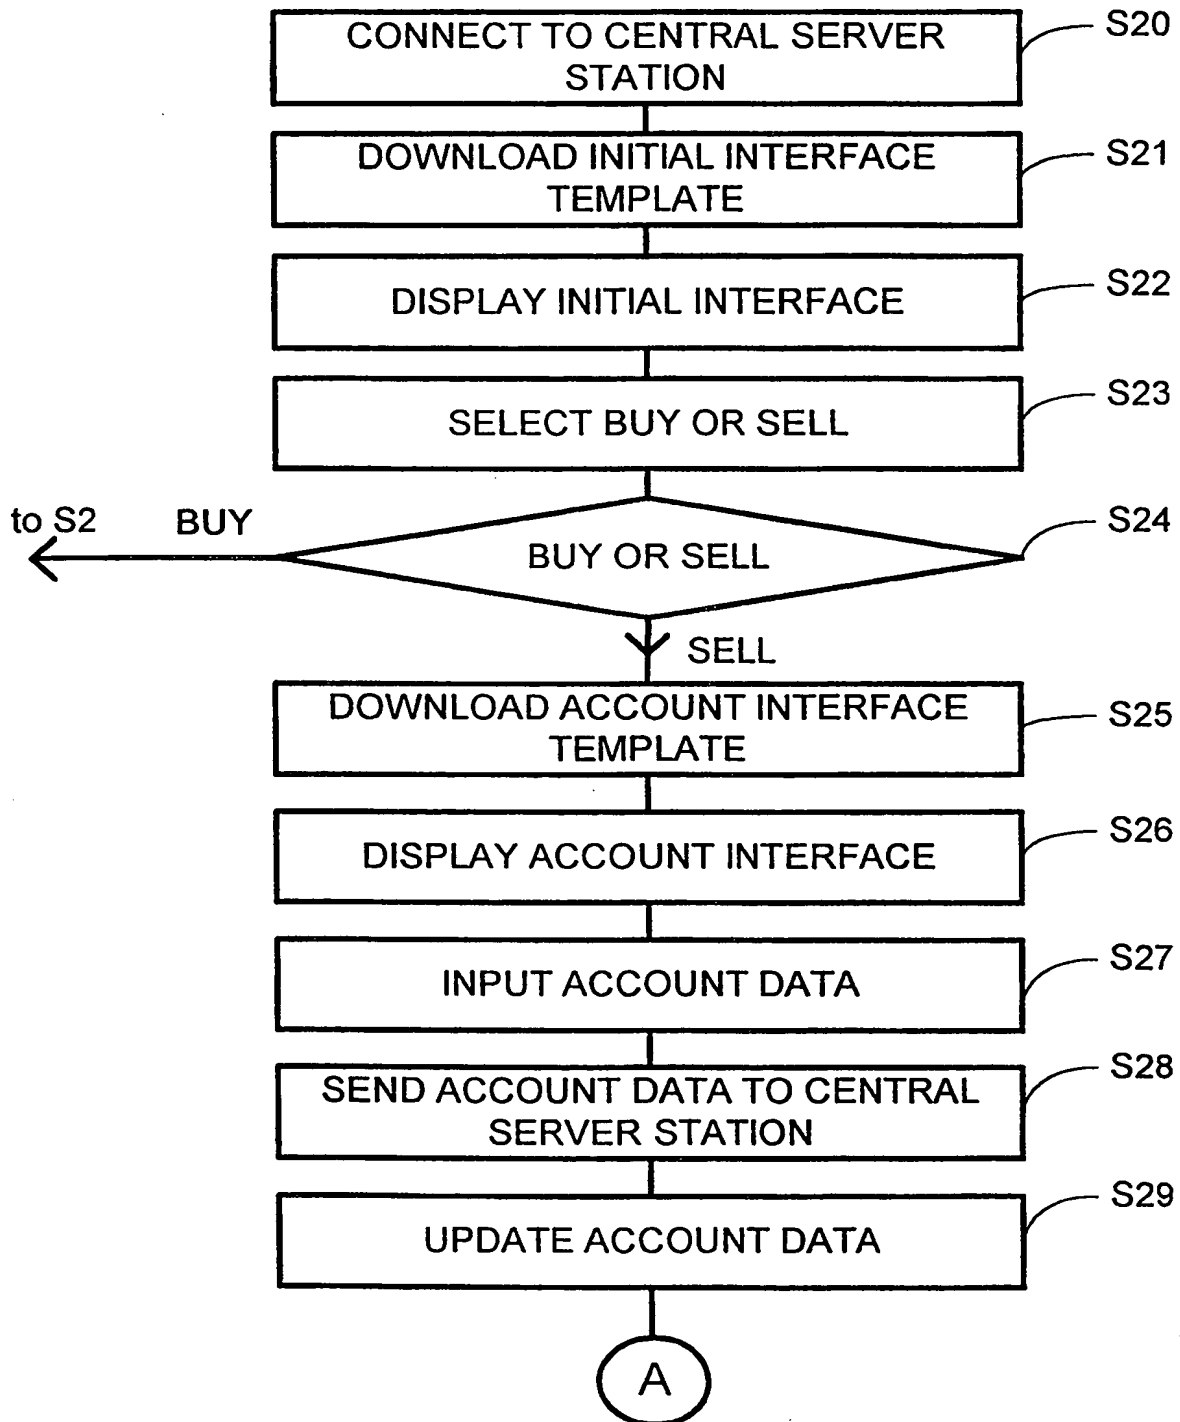 CONNECT TO CENTRAL SERVER
STATION
S20
DOWNLOAD INITIAL INTERFACE
TEMPLATE
S21
DISPLAY INITIAL INTERFACE
S22
SELECT BUY OR SELL
S23
to S2
BUY
BUY OR SELL
S24
SELL
DOWNLOAD ACCOUNT INTERFACE
TEMPLATE
S25
DISPLAY ACCOUNT INTERFACE
S26
INPUT ACCOUNT DATA
S27
SEND ACCOUNT DATA TO CENTRAL
SERVER STATION
S28
UPDATE ACCOUNT DATA
S29
A